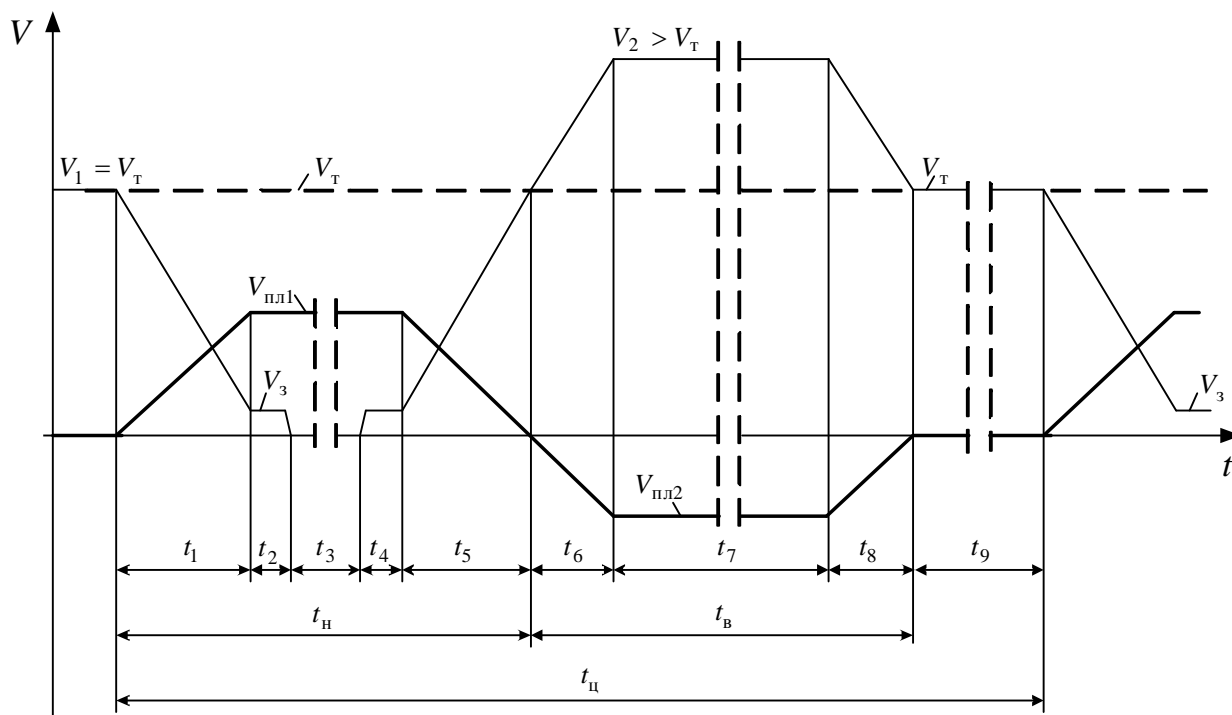 V
V₂ > Vт
V₁ = Vт
Vт
Vт
Vпл1
Vз
Vз
t
Vпл2
t₁ t₂ t₃ t₄ t₅ t₆ t₇ t₈ t₉
tн tв
tц